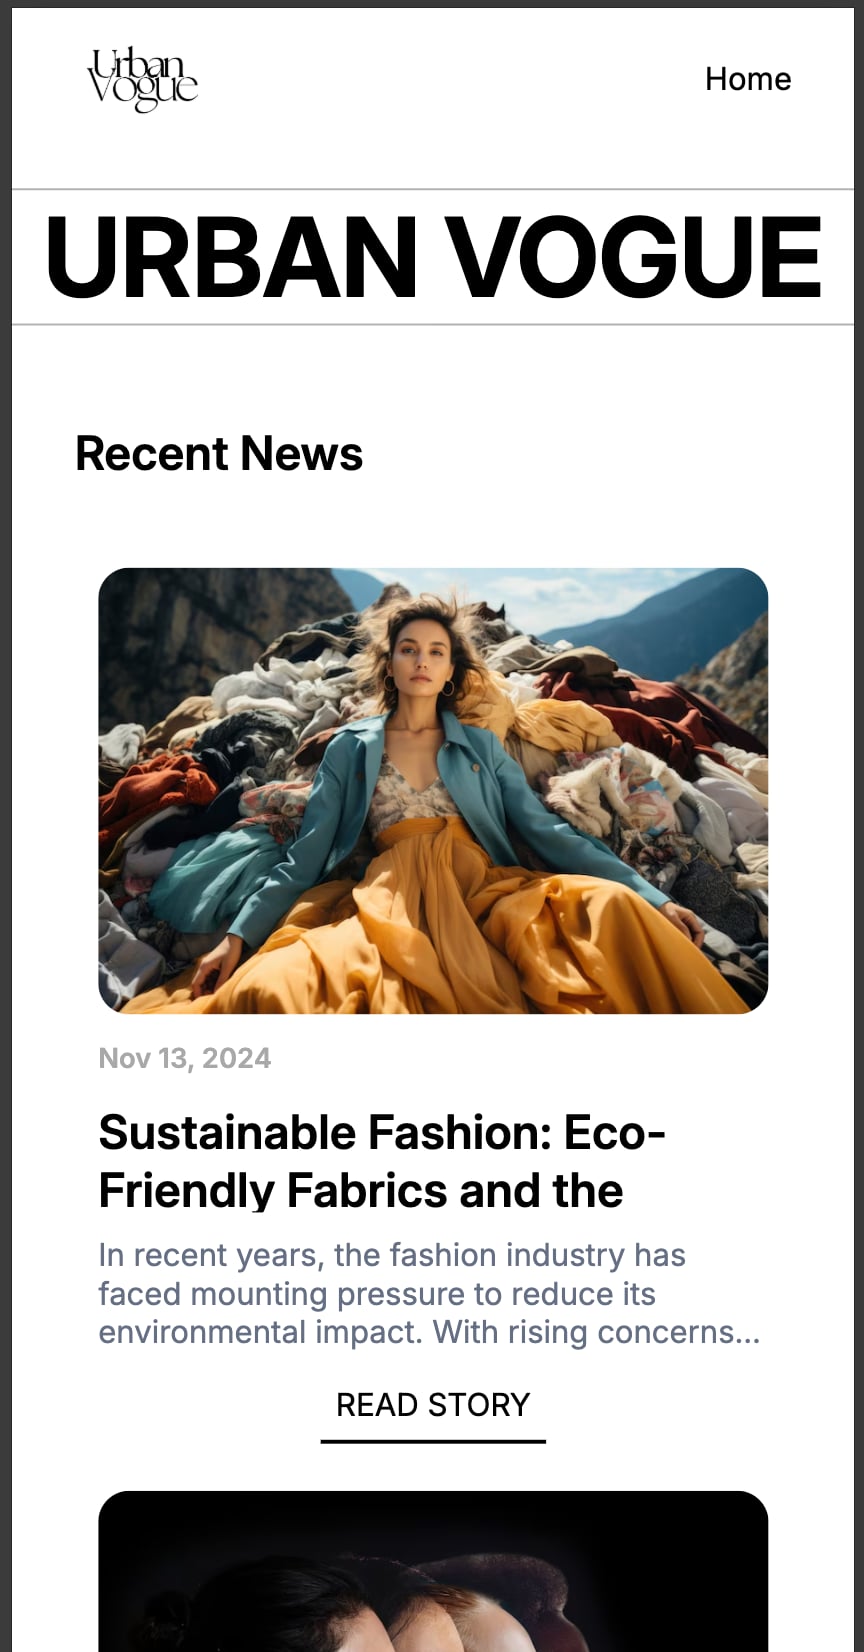 Urban
Vogue
Home
URBAN VOGUE
Recent News
Nov 13, 2024
Sustainable Fashion: Eco-
Friendly Fabrics and the
In recent years, the fashion industry has
faced mounting pressure to reduce its
environmental impact. With rising concerns...
READ STORY